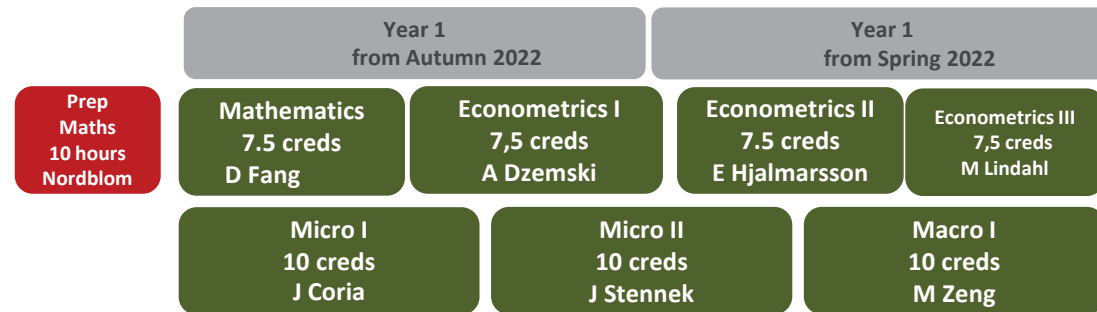 Year 1
from Autumn 2022
Year 1
from Spring 2022
Prep
Maths
10 hours
Nordblom
Mathematics
7.5 creds
D Fang
Econometrics I
7,5 creds
A Dzemski
Econometrics II
7.5 creds
E Hjalmarsson
Econometrics III
7,5 creds
M Lindahl
Micro I
10 creds
J Coria
Micro II
10 creds
J Stennek
Macro I
10 creds
M Zeng